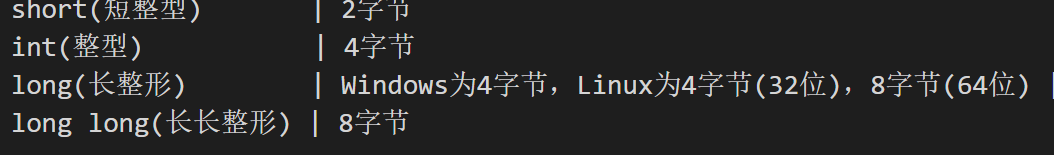 short(短整型) | 2字节
int(整型) | 4字节
long(长整形) | Windows为4字节，Linux为4字节(32位)，8字节(64位) |
long long(长长整形) | 8字节